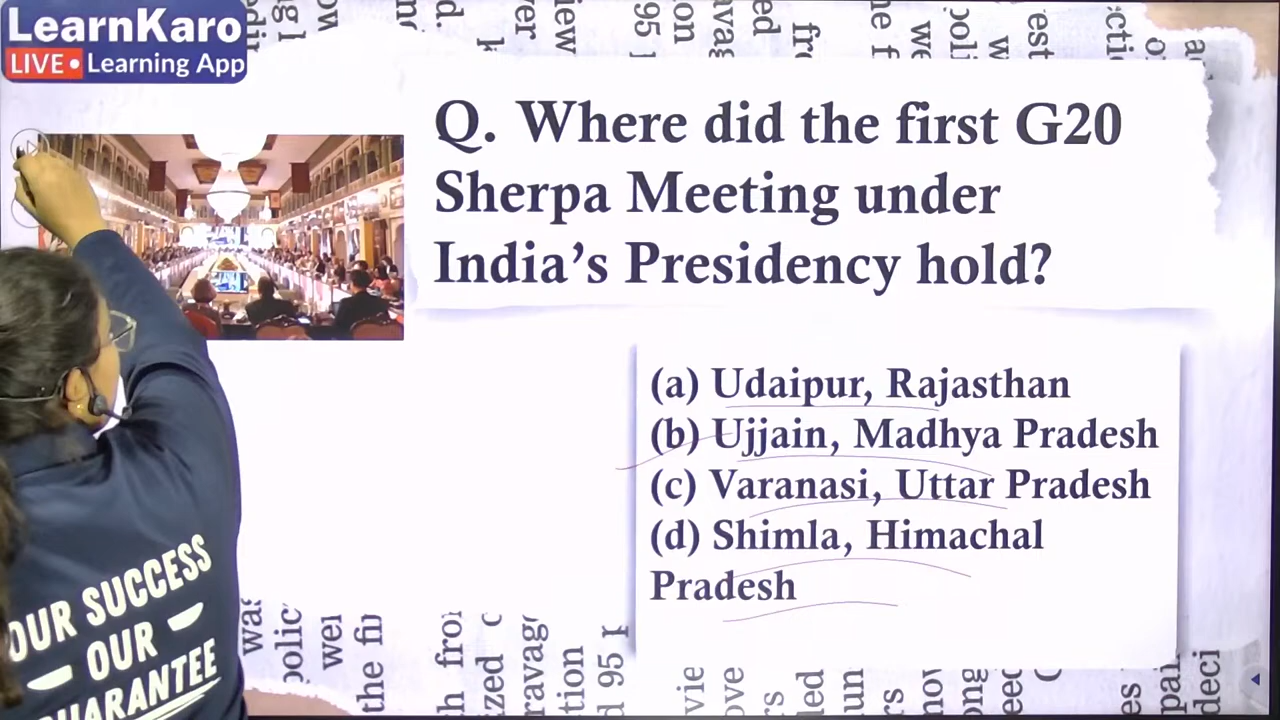 LearnKaro
LIVE • Learning App
Q. Where did the first G20
Sherpa Meeting under
India's Presidency hold?
(a) Udaipur, Rajasthan
(b) Ujjain, Madhya Pradesh
(c) Varanasi, Uttar Pradesh
(d) Shimla, Himachal
Pradesh
OUR SUCCESS
OUR
GUARANTEE